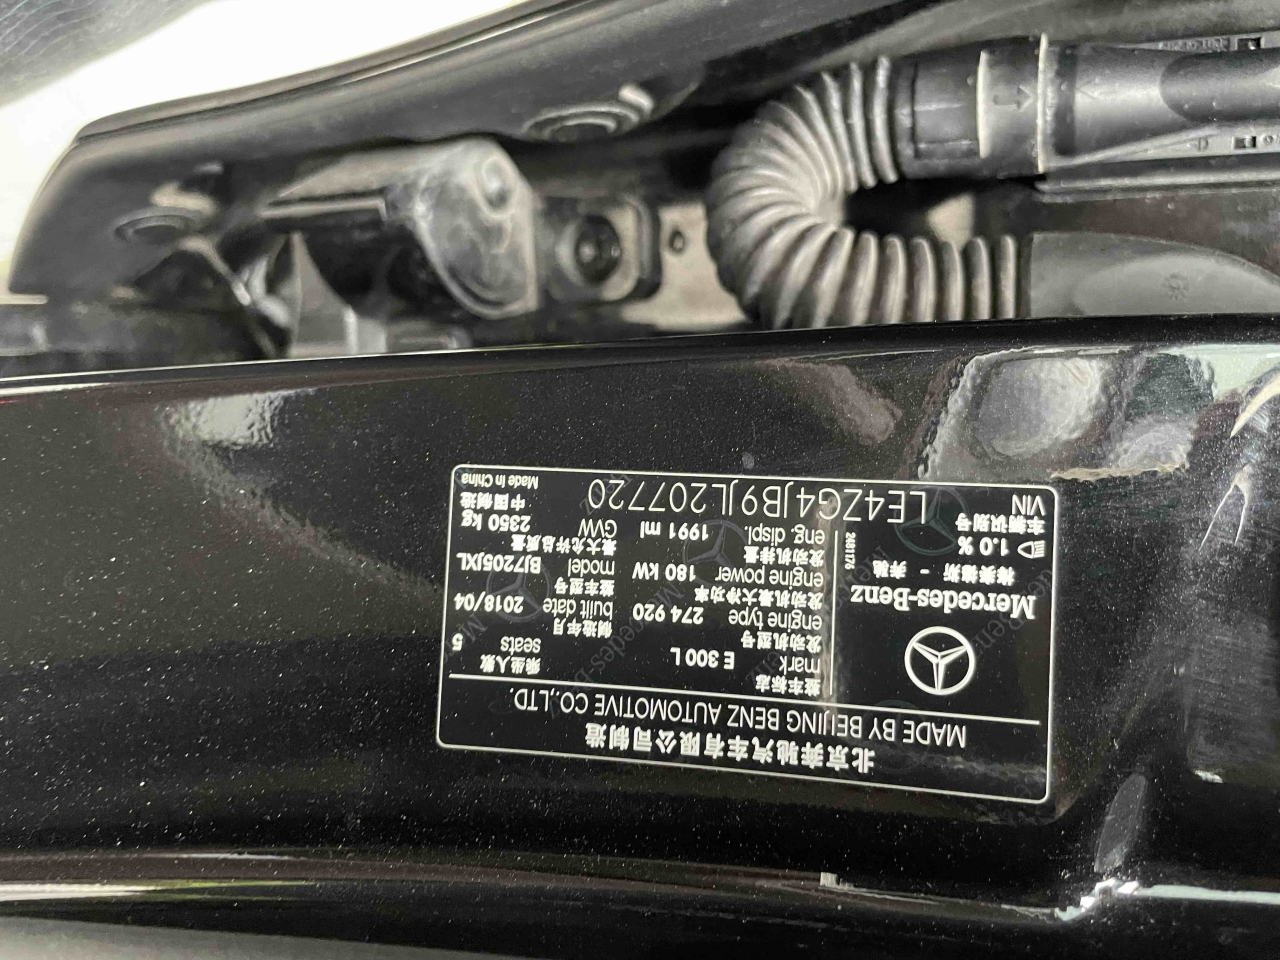 北京奔驰汽车有限公司制造
MADE BY BEIJING BENZ AUTOMOTIVE CO.,LTD.
Mercedes-Benz
梅赛德斯 - 奔驰
1.0 %
2401176
整车标志
mark E 300 L
乘坐人数
seats 5
发动机型号
engine type 274 920
制造年月
built date 2018/04
发动机最大净功率
engine power 180 kW
整车型号
model BJ7205JXL
发动机排量
eng. displ. 1991 ml
最大允许总质量
GVW 2350 kg
车辆识别号
VIN LE4ZG4JB9JL207720
中国制造
Made in China